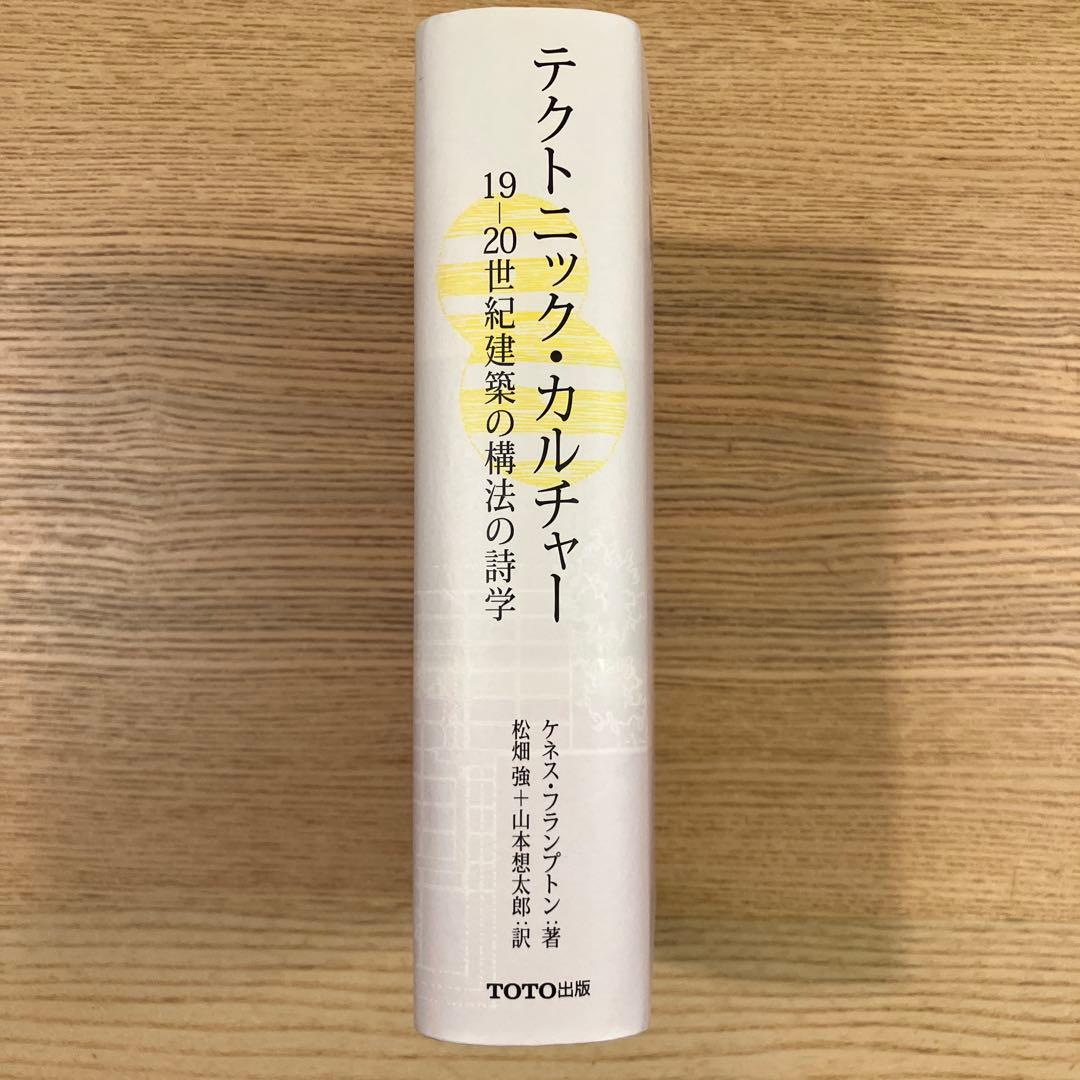 テクトニック・カルチャー
19–20世紀建築の構法の詩学
ケネス・フランプトン:著
松畑 強+山本想太郎:訳
TOTO出版